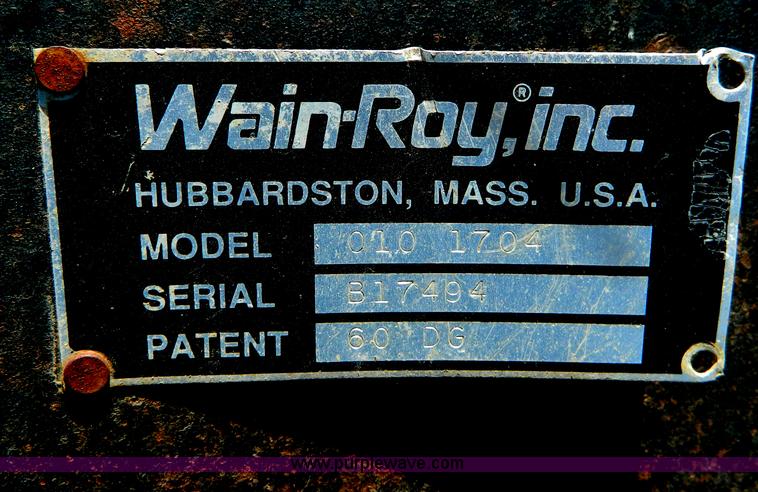 Wain-Roy,® inc.
HUBBARDSTON, MASS. U.S.A.
MODEL 010 1704
SERIAL B17494
PATENT 60 DG
www.purplewave.com